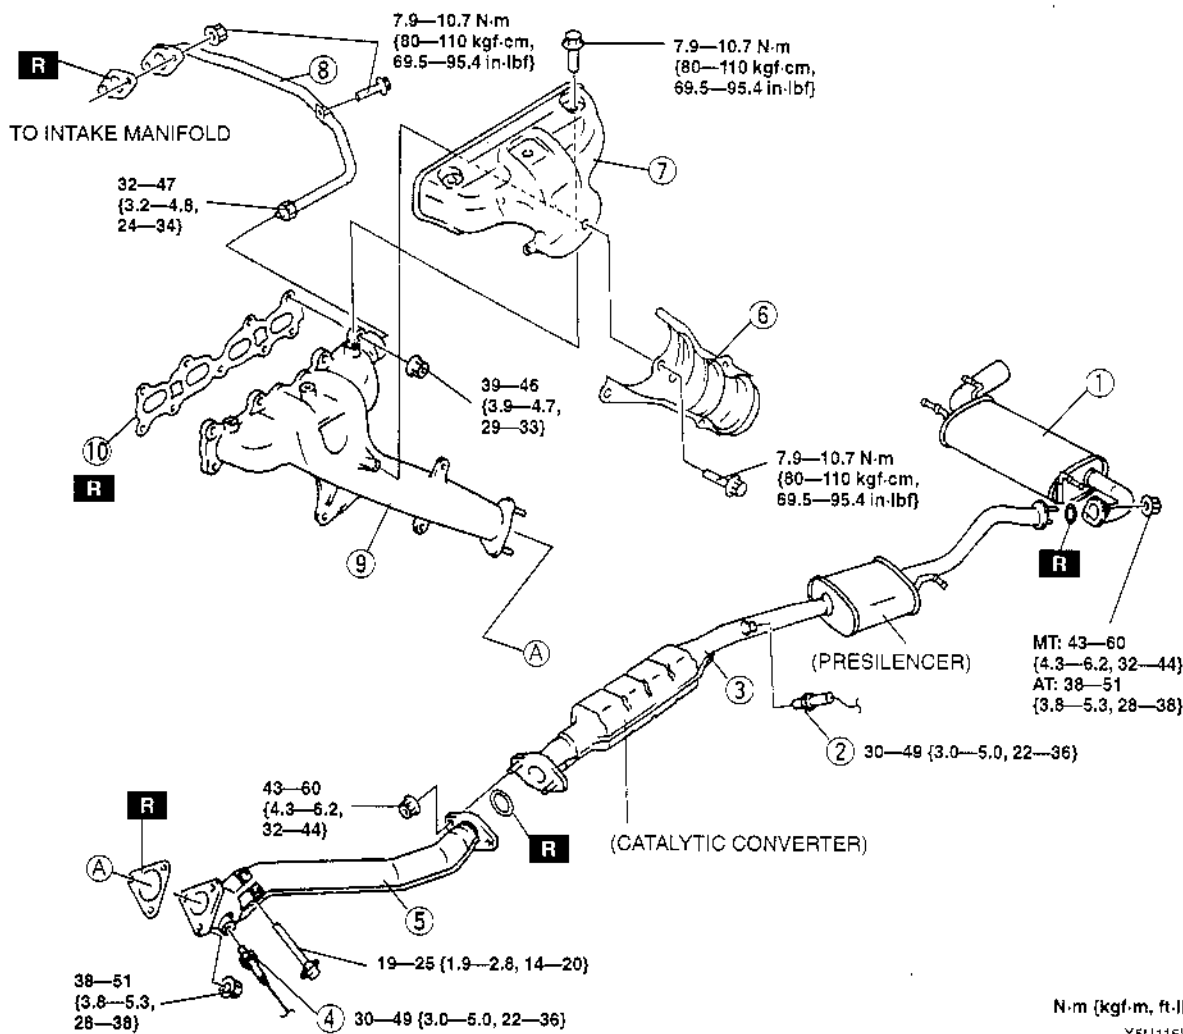 7.9—10.7 N·m
{80—110 kgf·cm,
69.5—95.4 in·lbf}
7.9—10.7 N·m
{80—110 kgf·cm,
69.5—95.4 in·lbf}
R
8
TO INTAKE MANIFOLD
7
32—47
{3.2—4.8,
24—34}
6
39—46
{3.9—4.7,
29—33}
1
10
R
7.9—10.7 N·m
{80—110 kgf·cm,
69.5—95.4 in·lbf}
9
R
A
(PRESILENCER)
3
MT: 43—60
{4.3—6.2, 32—44}
AT: 38—51
{3.8—5.3, 28—38}
2 30—49 {3.0—5.0, 22—36}
43—60
{4.3—6.2,
32—44}
R
R
(CATALYTIC CONVERTER)
A
5
19—25 {1.9—2.8, 14—20}
38—51
{3.8—5.3,
28—38}
4 30—49 {3.0—5.0, 22—36}
N·m {kgf·m, ft·l